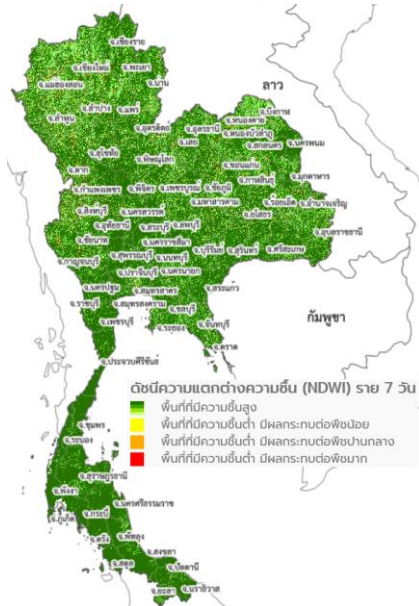 จ.เชียงราย
จ.เชียงใหม่
จ.พะเยา
จ.แม่ฮ่องสอน
จ.น่าน
ลาว
จ.ลำปาง
จ.แพร่
จ.ลำพูน
จ.บึงกาฬ
จ.หนองคาย
จ.อุตรดิตถ์
จ.อุดรธานี
จ.หนองบัวลำภู
จ.เลย
จ.สกลนคร
จ.นครพนม
จ.สุโขทัย
จ.พิษณุโลก
จ.ขอนแก่น
จ.ตาก
จ.กาฬสินธุ์
จ.มุกดาหาร
จ.กำแพงเพชร
จ.พิจิตร
จ.เพชรบูรณ์
จ.ชัยภูมิ
จ.มหาสารคาม
จ.ร้อยเอ็ด
จ.อำนาจเจริญ
จ.สิงห์บุรี
จ.นครสวรรค์
จ.ยโสธร
จ.อุทัยธานี
จ.สระบุรี
จ.ลพบุรี
จ.อุบลราชธานี
จ.ชัยนาท
จ.นครราชสีมา
จ.บุรีรัมย์
จ.สุรินทร์
จ.ศรีสะเกษ
จ.กาญจนบุรี
จ.สุพรรณบุรี
จ.นนทบุรี
จ.ปราจีนบุรี
จ.นครนายก
จ.นครปฐม
จ.สมุทรสาคร
จ.สระแก้ว
จ.ราชบุรี
จ.สมุทรสงคราม
จ.ชลบุรี
กัมพูชา
จ.เพชรบุรี
จ.ระยอง
จ.จันทบุรี
จ.ตราด
จ.ประจวบคีรีขันธ์
ดัชนีความแตกต่างความชื้น (NDWI) ราย 7 วัน
พื้นที่ที่มีความชื้นสูง
พื้นที่ที่มีความชื้นต่ำ มีผลกระทบต่อพืชน้อย
พื้นที่ที่มีความชื้นต่ำ มีผลกระทบต่อพืชปานกลาง
พื้นที่ที่มีความชื้นต่ำ มีผลกระทบต่อพืชมาก
จ.ชุมพร
จ.ระนอง
จ.สุราษฎร์ธานี
จ.พังงา
จ.นครศรีธรรมราช
จ.ภูเก็ต
จ.กระบี่
จ.ตรัง
จ.พัทลุง
จ.สงขลา
จ.สตูล
จ.ปัตตานี
จ.ยะลา
จ.นราธิวาส